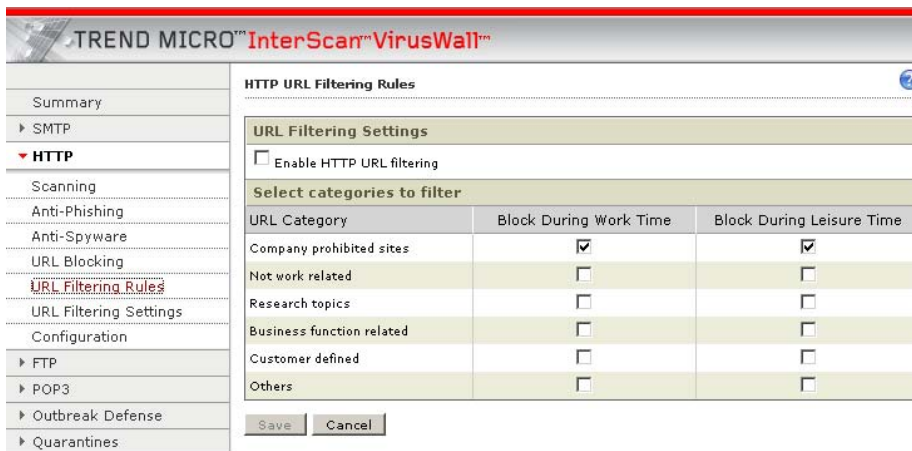 TREND MICRO™ InterScan™ VirusWall™
Summary
SMTP
HTTP
Scanning
Anti-Phishing
Anti-Spyware
URL Blocking
URL Filtering Rules
URL Filtering Settings
Configuration
FTP
POP3
Outbreak Defense
Quarantines
HTTP URL Filtering Rules
?
URL Filtering Settings
Enable HTTP URL filtering
Select categories to filter
URL Category Block During Work Time Block During Leisure Time
Company prohibited sites
Not work related
Research topics
Business function related
Customer defined
Others
Save Cancel